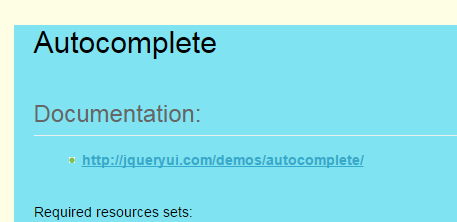 Autocomplete
Documentation:
http://jqueryui.com/demos/autocomplete/
Required resources sets: